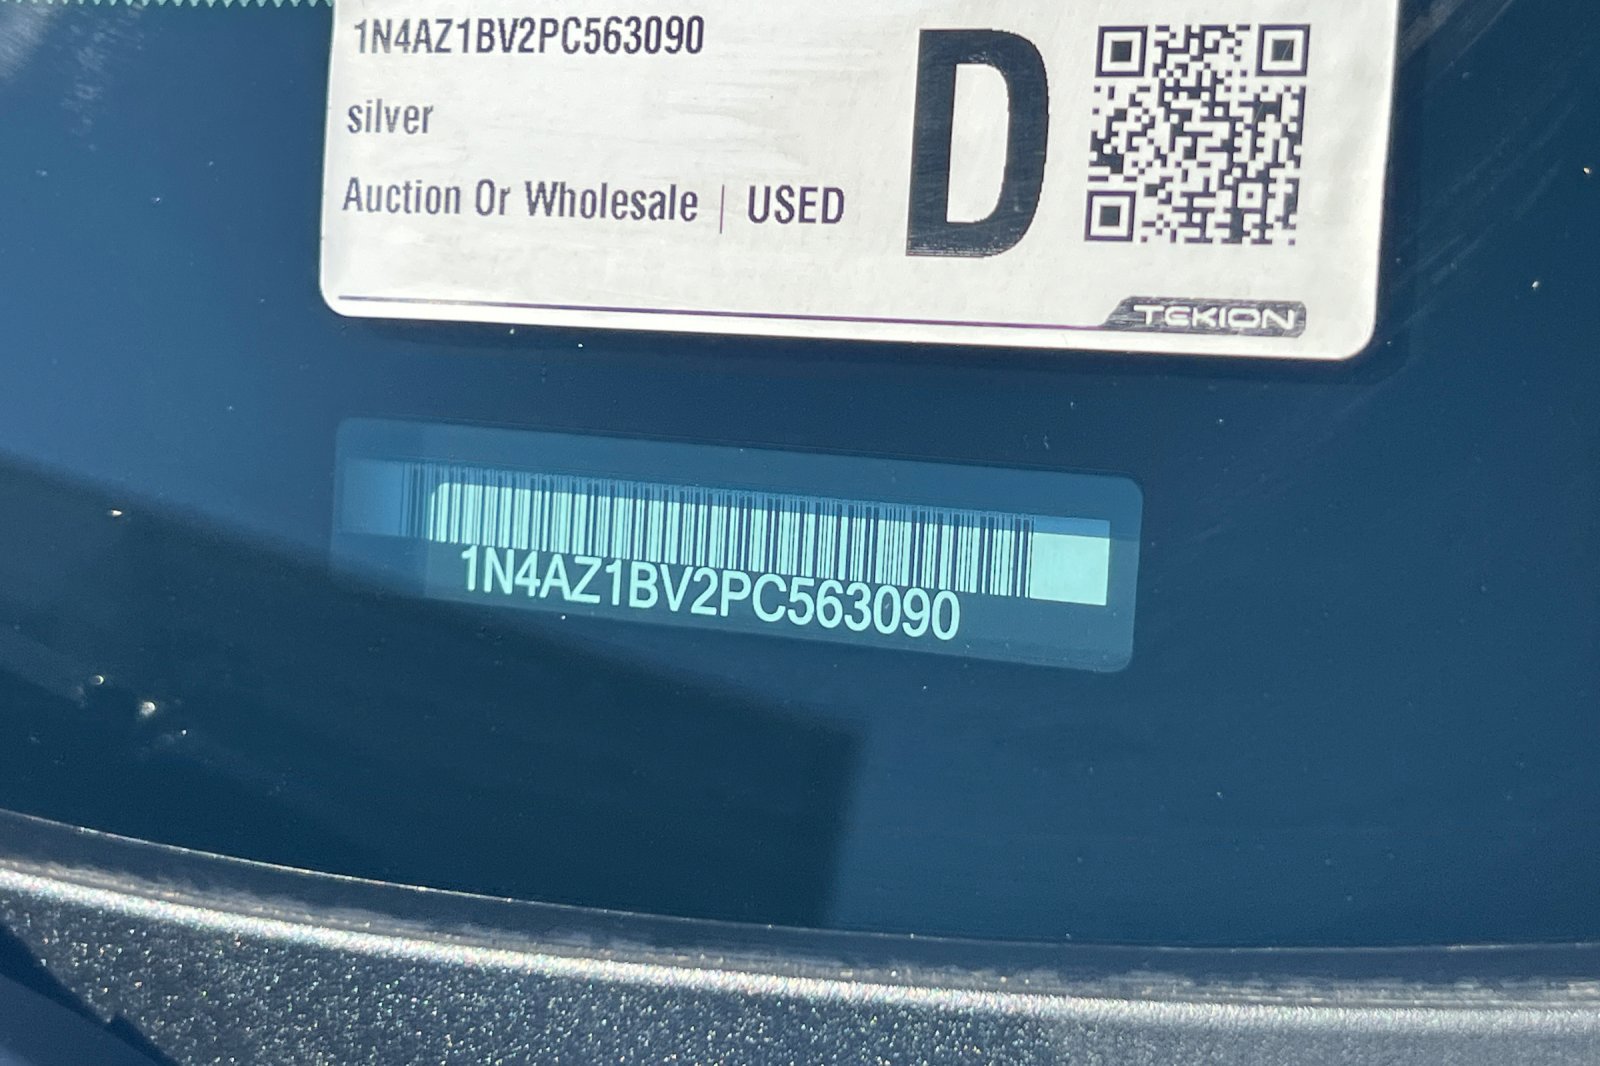 1N4AZ1BV2PC563090
silver
Auction Or Wholesale | USED
D
TEKION
1N4AZ1BV2PC563090